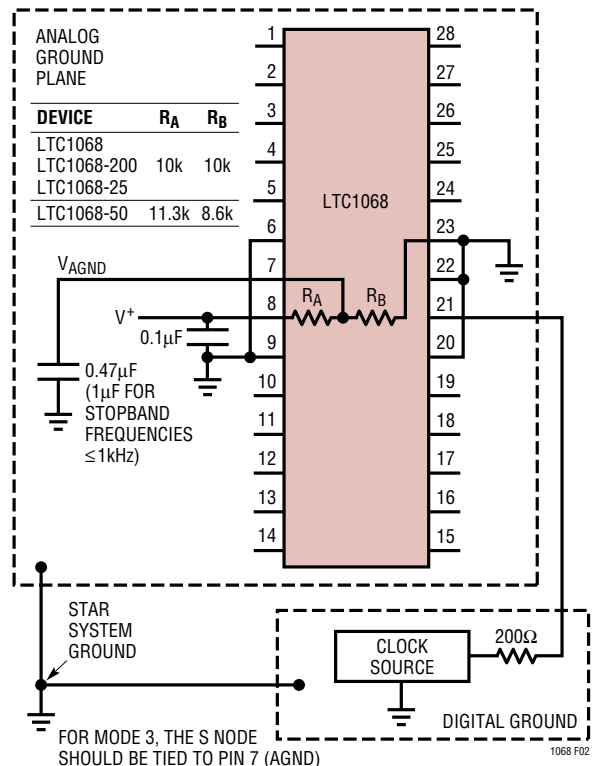 ANALOG
GROUND
PLANE
DEVICE RA RB
LTC1068
LTC1068-200 10k 10k
LTC1068-25
LTC1068-50 11.3k 8.6k
1
2
3
4
5
6
7
8
9
10
11
12
13
14
LTC1068
28
27
26
25
24
23
22
21
20
19
18
17
16
15
VAGND
V+
RA
RB
0.1µF
0.47µF
(1µF FOR
STOPBAND
FREQUENCIES
≤1kHz)
STAR
SYSTEM
GROUND
CLOCK
SOURCE
200Ω
DIGITAL GROUND
FOR MODE 3, THE S NODE
SHOULD BE TIED TO PIN 7 (AGND)
1068 F02